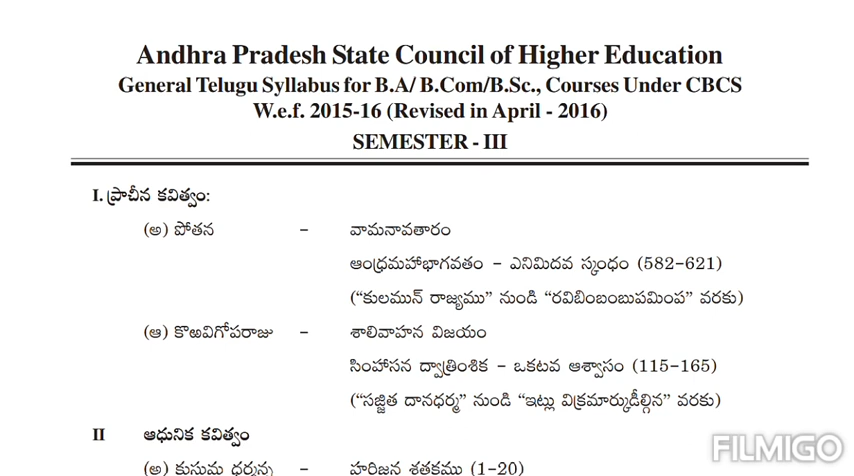 Andhra Pradesh State Council of Higher Education
General Telugu Syllabus for B.A/ B.Com/B.Sc., Courses Under CBCS
W.e.f. 2015-16 (Revised in April - 2016)
SEMESTER - III
I. ప్రాచీన కవిత్వం:
(అ) పోతన – వామనావతారం
ఆంధ్రమహాభాగవతం – ఎనిమిదవ స్కంధం (582-621)
("కులమున్ రాజ్యము" నుండి "రవిబింబంబుపమింప" వరకు)
(ఆ) కొఱవిగోపరాజు – శాలివాహన విజయం
సింహాసన ద్వాత్రింశిక – ఒకటవ ఆశ్వాసం (115-165)
("సజ్జిత దానధర్మ" నుండి "ఇట్లు విక్రమార్కుడీల్గిన" వరకు)
II ఆధునిక కవిత్వం
(అ) కుసుమ ధర్మన్న – హరిజన శతకము (1-20)
FILMIGO